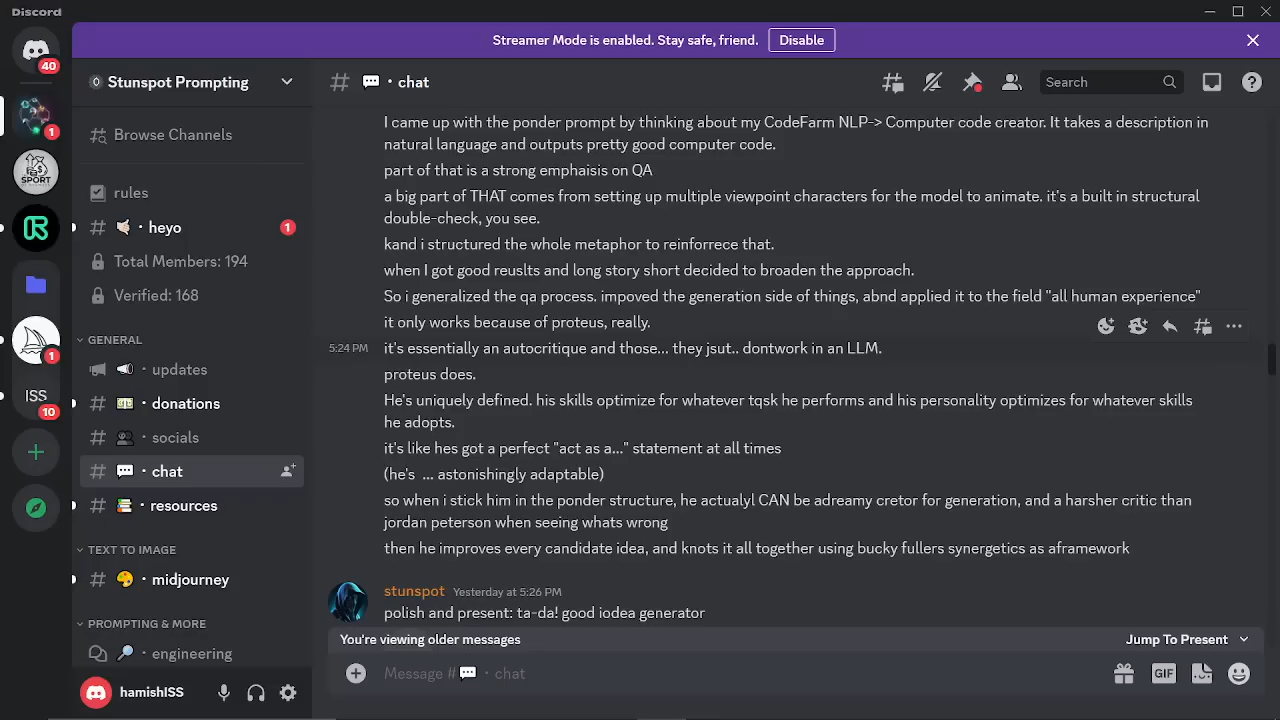 Discord
Streamer Mode is enabled. Stay safe, friend.
Disable
40
1
1
ISS
10
Stunspot Prompting
Browse Channels
rules
heyo
1
Total Members: 194
Verified: 168
GENERAL
updates
donations
socials
chat
resources
TEXT TO IMAGE
midjourney
PROMPTING & MORE
engineering
hamishISS
chat
Search
I came up with the ponder prompt by thinking about my CodeFarm NLP-> Computer code creator. It takes a description in
natural language and outputs pretty good computer code.
part of that is a strong emphaisis on QA
a big part of THAT comes from setting up multiple viewpoint characters for the model to animate. it's a built in structural
double-check, you see.
kand i structured the whole metaphor to reinforrece that.
when I got good reuslts and long story short decided to broaden the approach.
So i generalized the qa process. impoved the generation side of things, abnd applied it to the field "all human experience"
it only works because of proteus, really.
5:24 PM it's essentially an autocritique and those... they jsut.. dontwork in an LLM.
proteus does.
He's uniquely defined. his skills optimize for whatever tqsk he performs and his personality optimizes for whatever skills
he adopts.
it's like hes got a perfect "act as a..." statement at all times
(he's ... astonishingly adaptable)
so when i stick him in the ponder structure, he actualyl CAN be adreamy cretor for generation, and a harsher critic than
jordan peterson when seeing whats wrong
then he improves every candidate idea, and knots it all together using bucky fullers synergetics as aframework
stunspot Yesterday at 5:26 PM
polish and present: ta-da! good iodea generator
You're viewing older messages
Jump To Present
Message # · chat
GIF